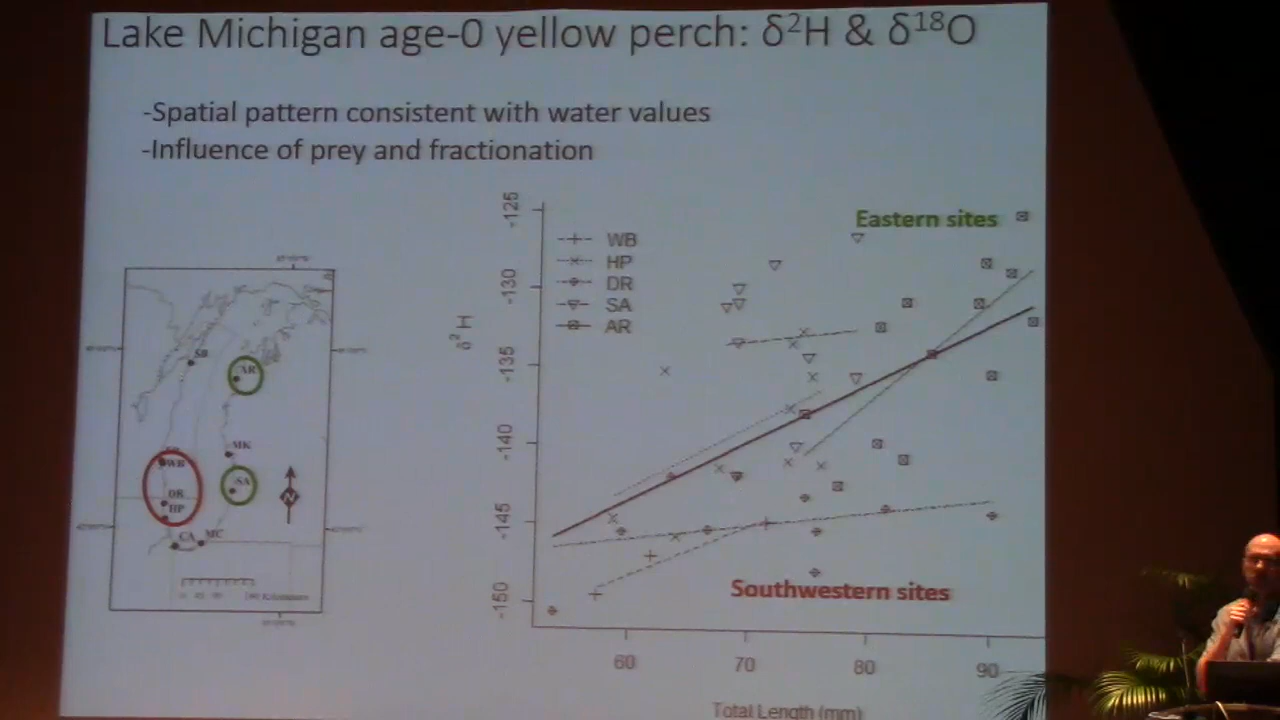 Lake Michigan age-0 yellow perch: δ²H & δ¹⁸O
-Spatial pattern consistent with water values
-Influence of prey and fractionation
Eastern sites
WB
HP
DR
SA
AR
δ²H
-125
-130
-135
-140
-145
-150
Southwestern sites
60
70
80
90
Total Length (mm)
SB
AR
MK
WB
SA
DR
HP
CA
MC
N